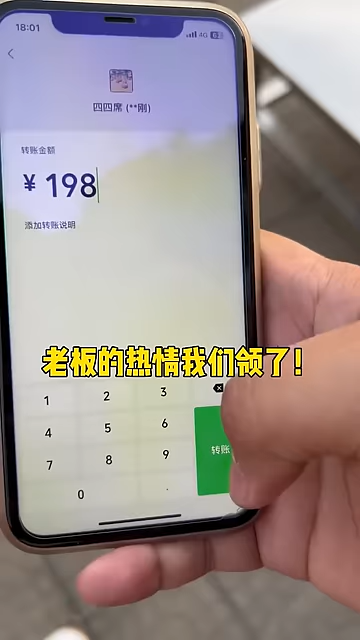 18:01
4G
四四席 (**刚)
转账金额
¥ 198
添加转账说明
老板的热情我们领了!
1 2 3
4 5 6
7 8 9
转账
0 .